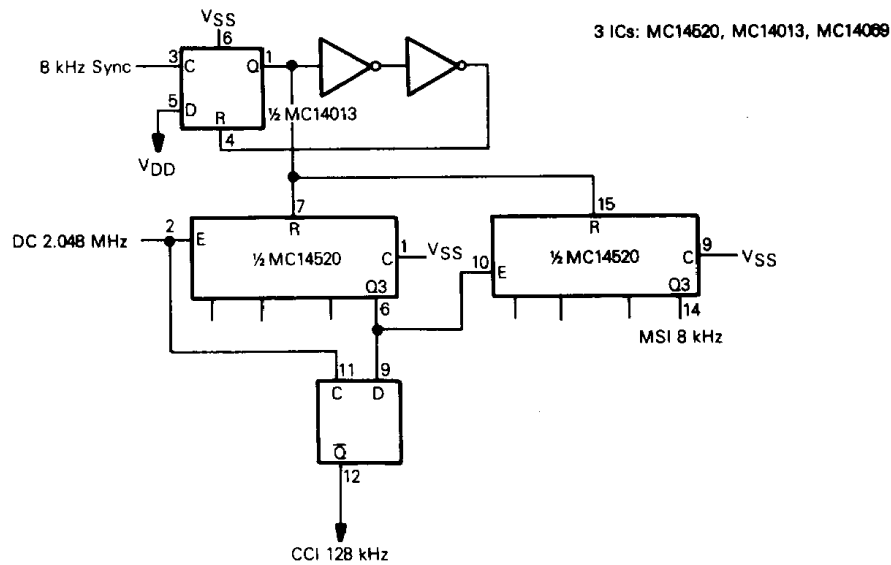 VSS
3 ICs: MC14520, MC14013, MC14069
6
8 kHz Sync
3
C
Q
1
5
D
R
½ MC14013
4
VDD
7
15
2
R
R
DC 2.048 MHz
E
½ MC14520
C
1
VSS
10
E
½ MC14520
C
9
VSS
Q3
Q3
6
14
MSI 8 kHz
11
9
C
D
Q̅
12
CCI 128 kHz